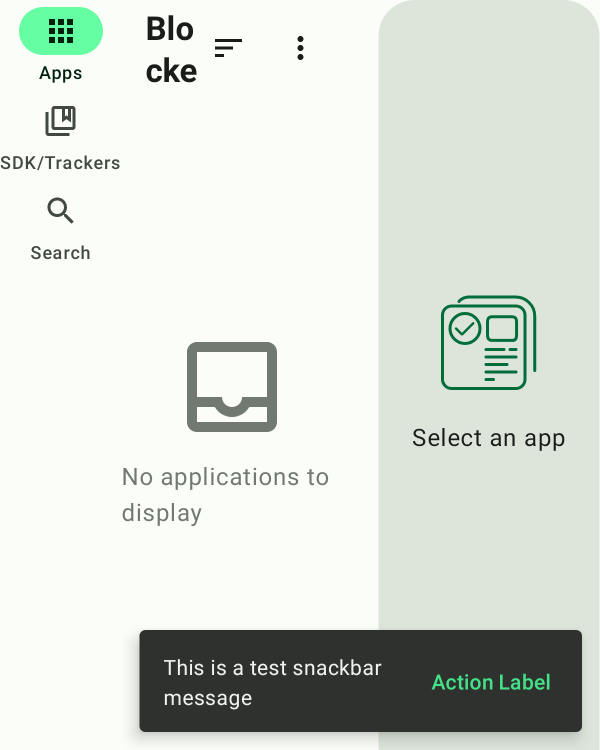 Apps
SDK/Trackers
Search
Blo
cke
No applications to
display
Select an app
This is a test snackbar
message
Action Label